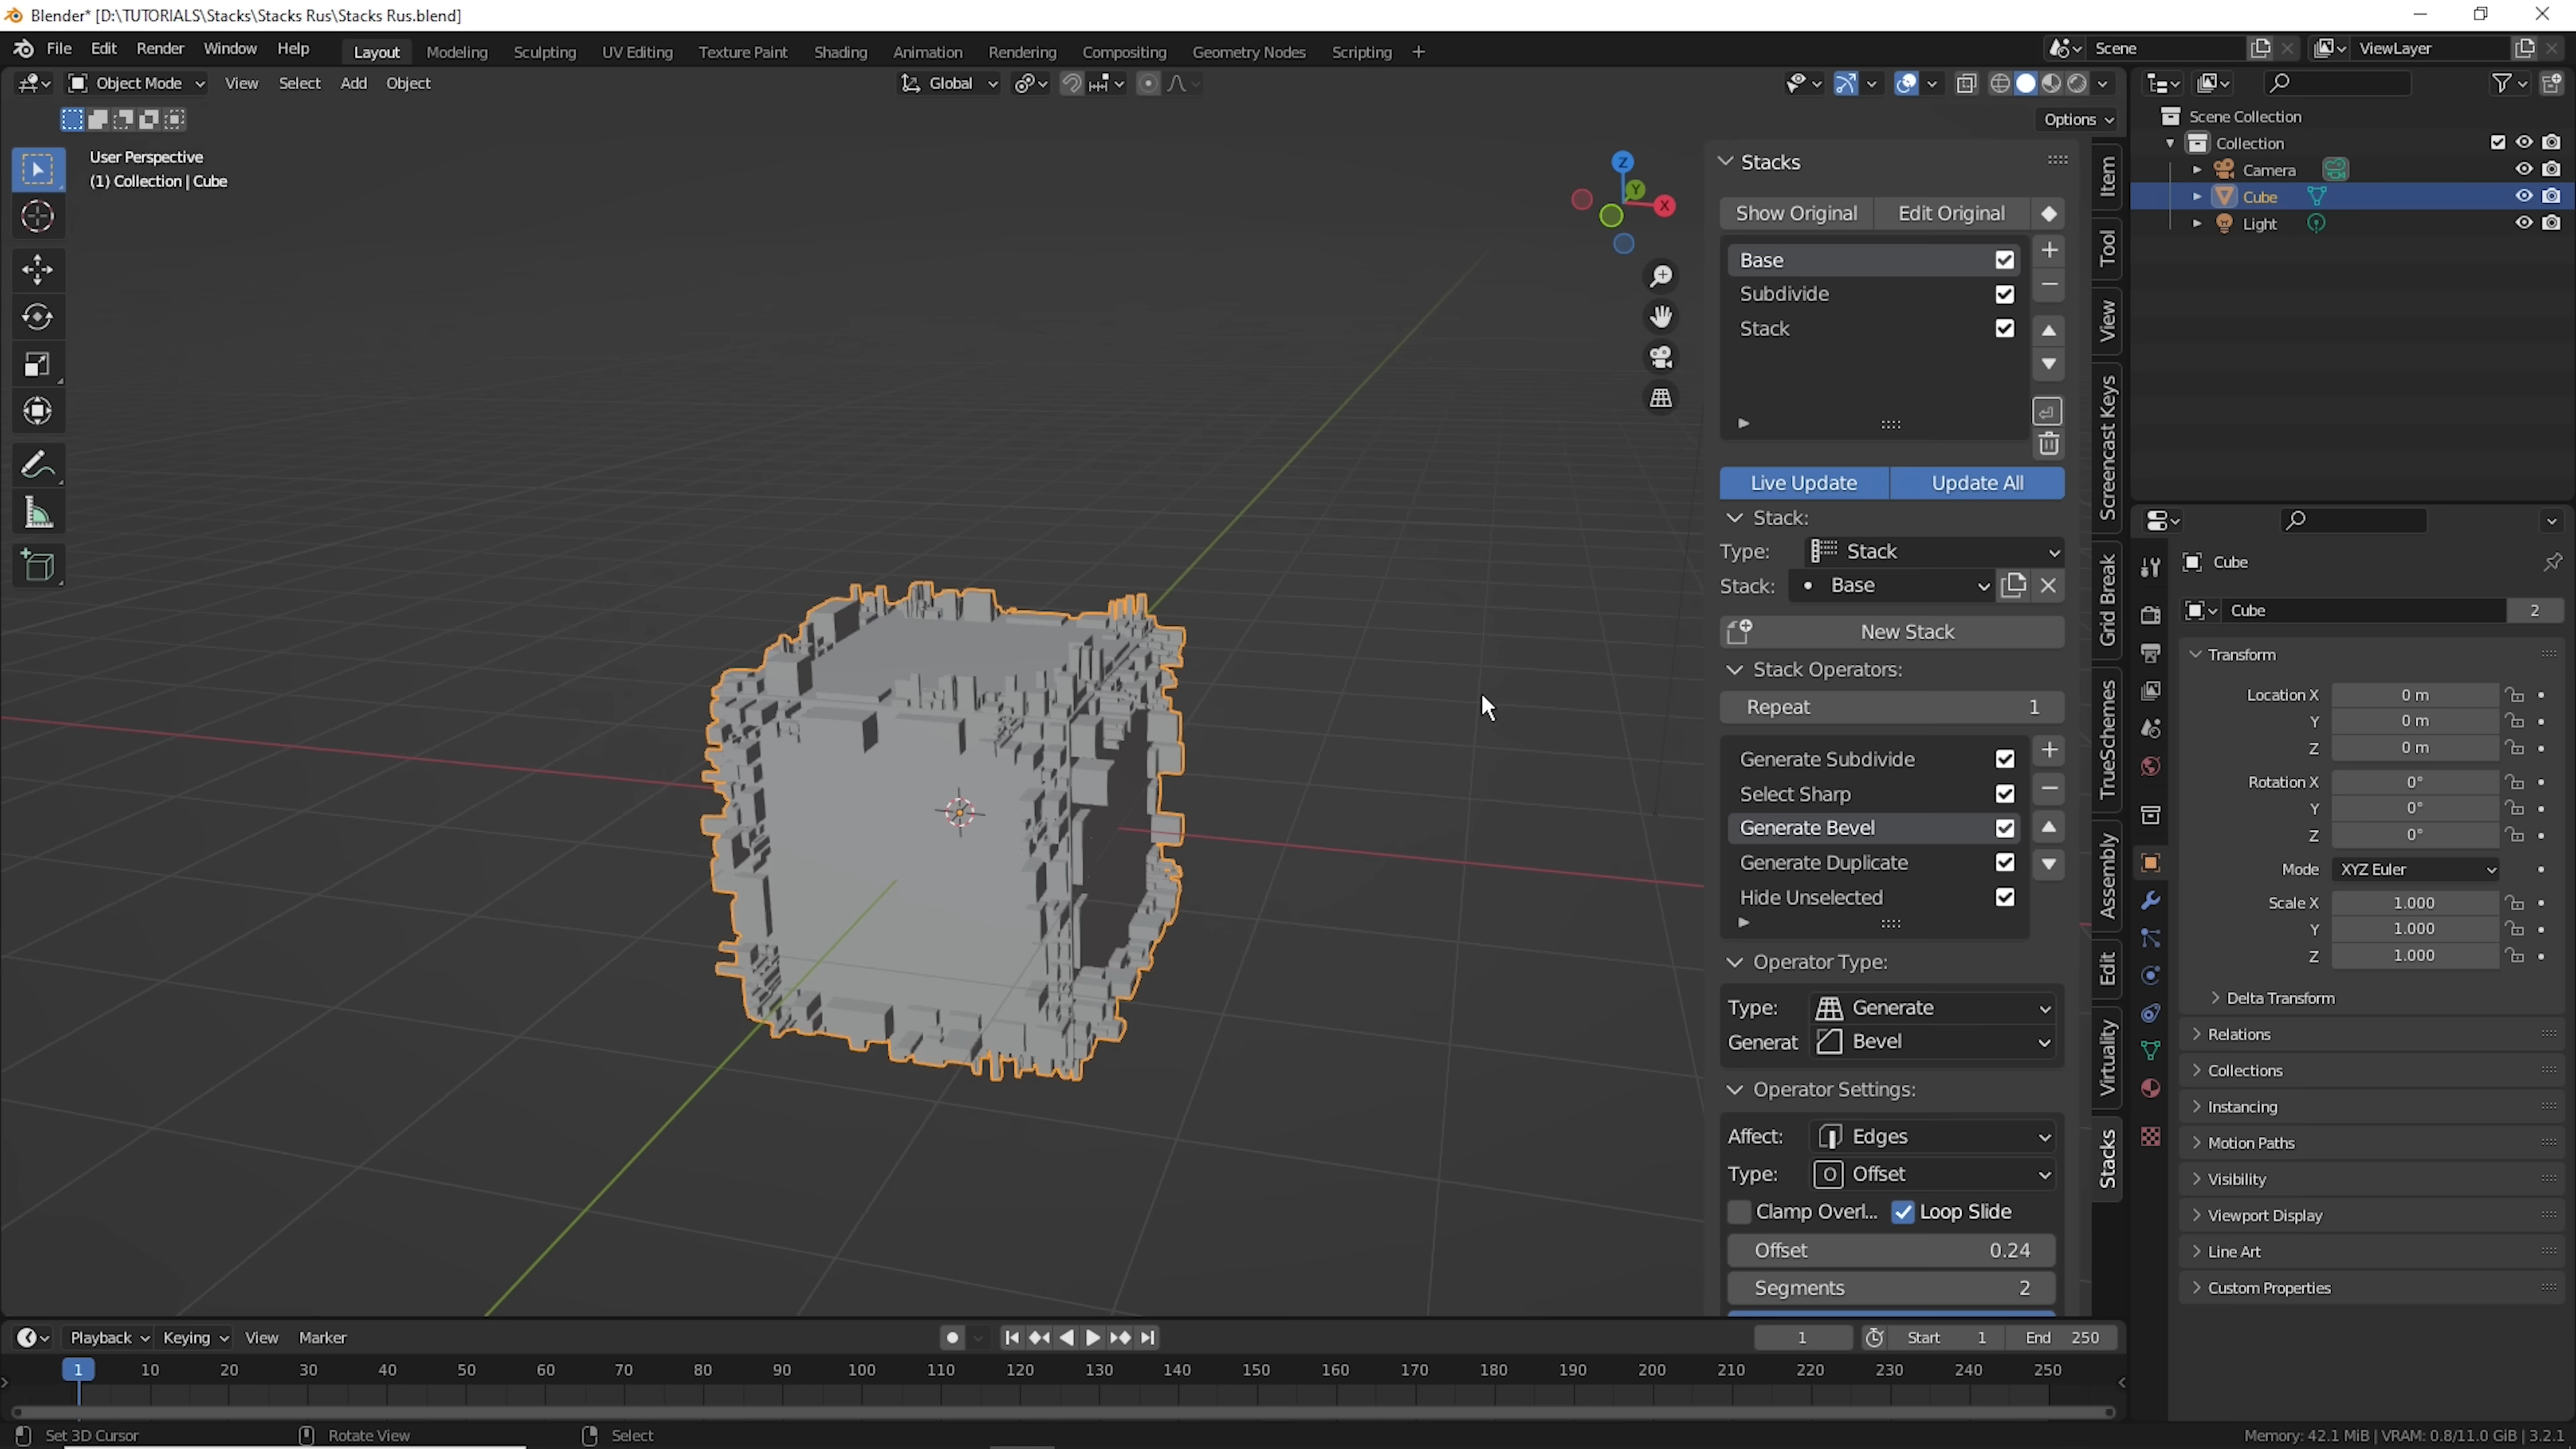 Blender* [D:\TUTORIALS\Stacks\Stacks Rus\Stacks Rus.blend]
File Edit Render Window Help Layout Modeling Sculpting UV Editing Texture Paint Shading Animation Rendering Compositing Geometry Nodes Scripting + Scene ViewLayer
Object Mode View Select Add Object Global
Options
User Perspective
(1) Collection | Cube
Z
Y
X
Stacks
Show Original Edit Original
Base
Subdivide
Stack
Live Update Update All
Stack:
Type: Stack
Stack: Base
New Stack
Stack Operators:
Repeat 1
Generate Subdivide
Select Sharp
Generate Bevel
Generate Duplicate
Hide Unselected
Operator Type:
Type: Generate
Generat Bevel
Operator Settings:
Affect: Edges
Type: Offset
Clamp Overl... Loop Slide
Offset 0.24
Segments 2
Item
Tool
View
Screencast Keys
Grid Break
TrueSchemes
Assembly
Edit
Virtuality
Stacks
Scene Collection
Collection
Camera
Cube
Light
Cube
Cube 2
Transform
Location X 0 m
Y 0 m
Z 0 m
Rotation X 0°
Y 0°
Z 0°
Mode XYZ Euler
Scale X 1.000
Y 1.000
Z 1.000
Delta Transform
Relations
Collections
Instancing
Motion Paths
Visibility
Viewport Display
Line Art
Custom Properties
Playback Keying View Marker 1 Start 1 End 250
1 10 20 30 40 50 60 70 80 90 100 110 120 130 140 150 160 170 180 190 200 210 220 230 240 250
Set 3D Cursor Rotate View Select Memory: 42.1 MiB | VRAM: 0.8/11.0 GiB | 3.2.1